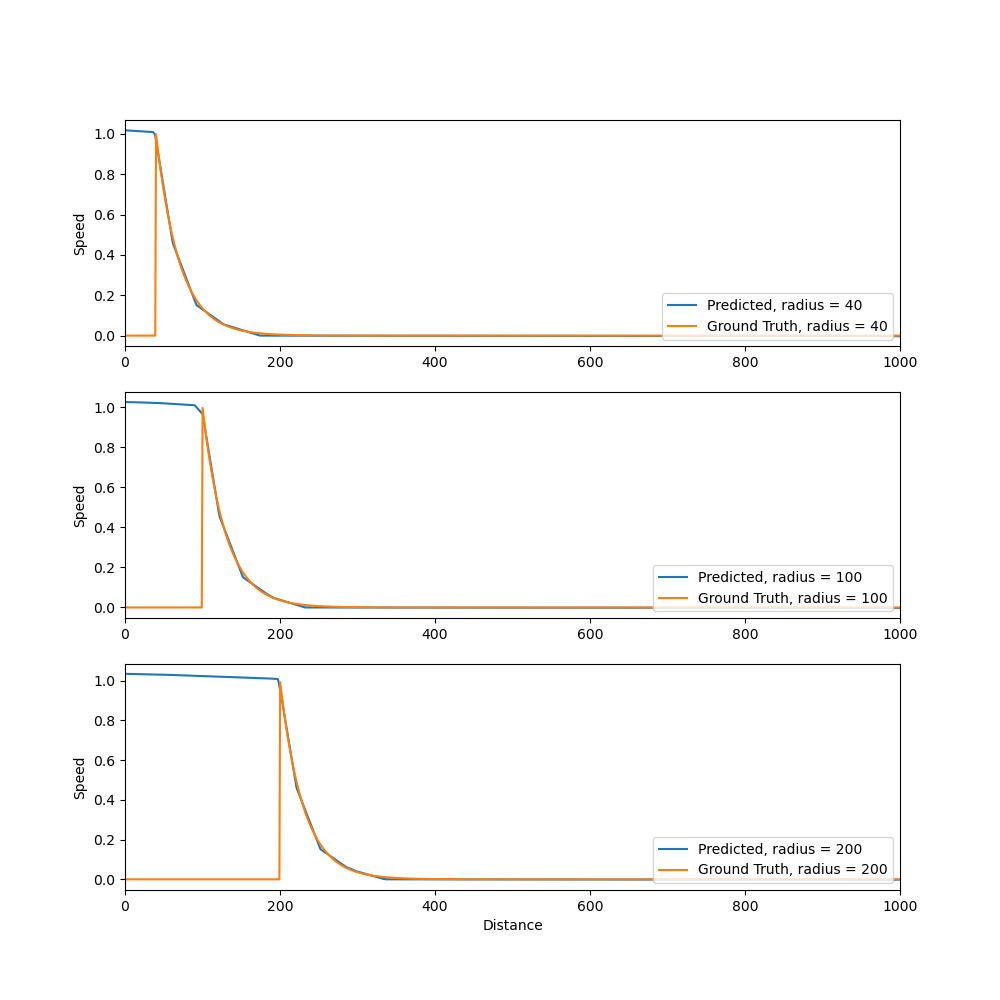 1.0
0.8
0.6
0.4
0.2
0.0
Speed
Predicted, radius = 40
Ground Truth, radius = 40
0 200 400 600 800 1000
1.0
0.8
0.6
0.4
0.2
0.0
Speed
Predicted, radius = 100
Ground Truth, radius = 100
0 200 400 600 800 1000
1.0
0.8
0.6
0.4
0.2
0.0
Speed
Predicted, radius = 200
Ground Truth, radius = 200
0 200 400 600 800 1000
Distance